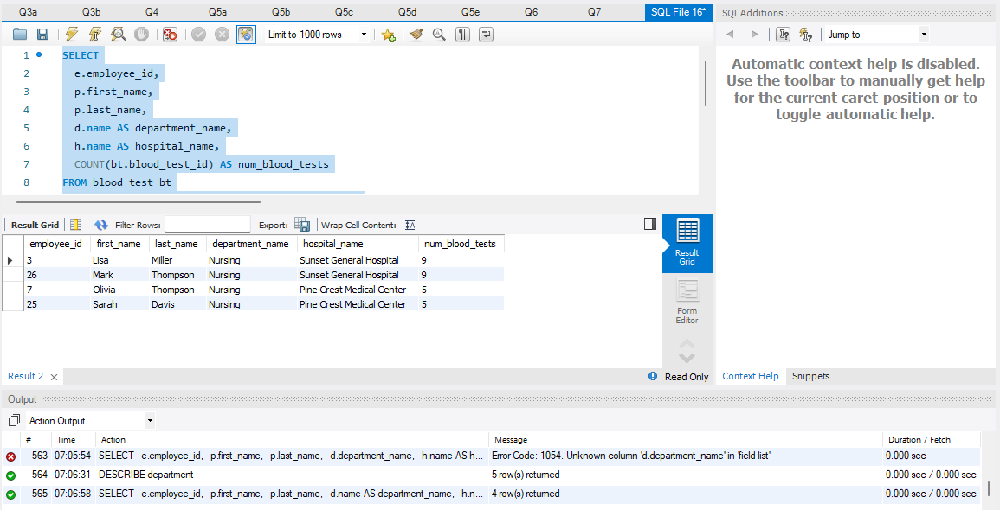 Q3a Q3b Q4 Q5a Q5b Q5c Q5d Q5e Q6 Q7 SQL File 16*
Limit to 1000 rows
1 SELECT
2 e.employee_id,
3 p.first_name,
4 p.last_name,
5 d.name AS department_name,
6 h.name AS hospital_name,
7 COUNT(bt.blood_test_id) AS num_blood_tests
8 FROM blood_test bt
Result Grid Filter Rows: Export: Wrap Cell Content: IA
employee_id first_name last_name department_name hospital_name num_blood_tests
3 Lisa Miller Nursing Sunset General Hospital 9
26 Mark Thompson Nursing Sunset General Hospital 9
7 Olivia Thompson Nursing Pine Crest Medical Center 5
25 Sarah Davis Nursing Pine Crest Medical Center 5
Result
Grid
Form
Editor
Result 2
Read Only
SQLAdditions
Jump to
Automatic context help is disabled.
Use the toolbar to manually get help
for the current caret position or to
toggle automatic help.
Context Help Snippets
Output
Action Output
# Time Action Message Duration / Fetch
563 07:05:54 SELECT e.employee_id, p.first_name, p.last_name, d.department_name, h.name AS h... Error Code: 1054. Unknown column 'd.department_name' in 'field list' 0.000 sec
564 07:06:31 DESCRIBE department 5 row(s) returned 0.000 sec / 0.000 sec
565 07:06:58 SELECT e.employee_id, p.first_name, p.last_name, d.name AS department_name, h.n... 4 row(s) returned 0.000 sec / 0.000 sec